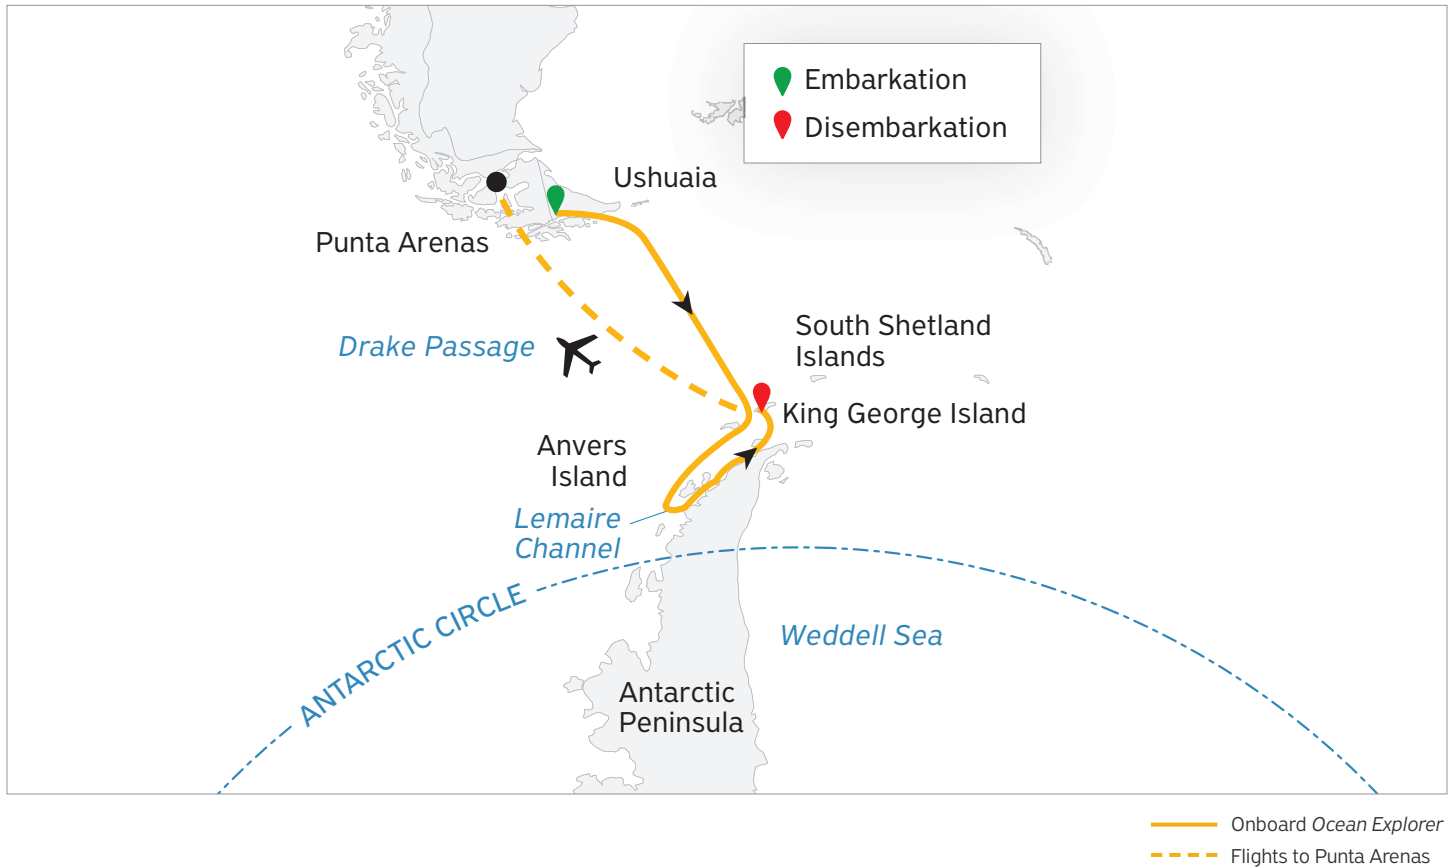 Embarkation
Disembarkation
Ushuaia
Punta Arenas
Drake Passage
South Shetland
Islands
King George Island
Anvers
Island
Lemaire
Channel
ANTARCTIC CIRCLE
Weddell Sea
Antarctic
Peninsula
Onboard Ocean Explorer
Flights to Punta Arenas